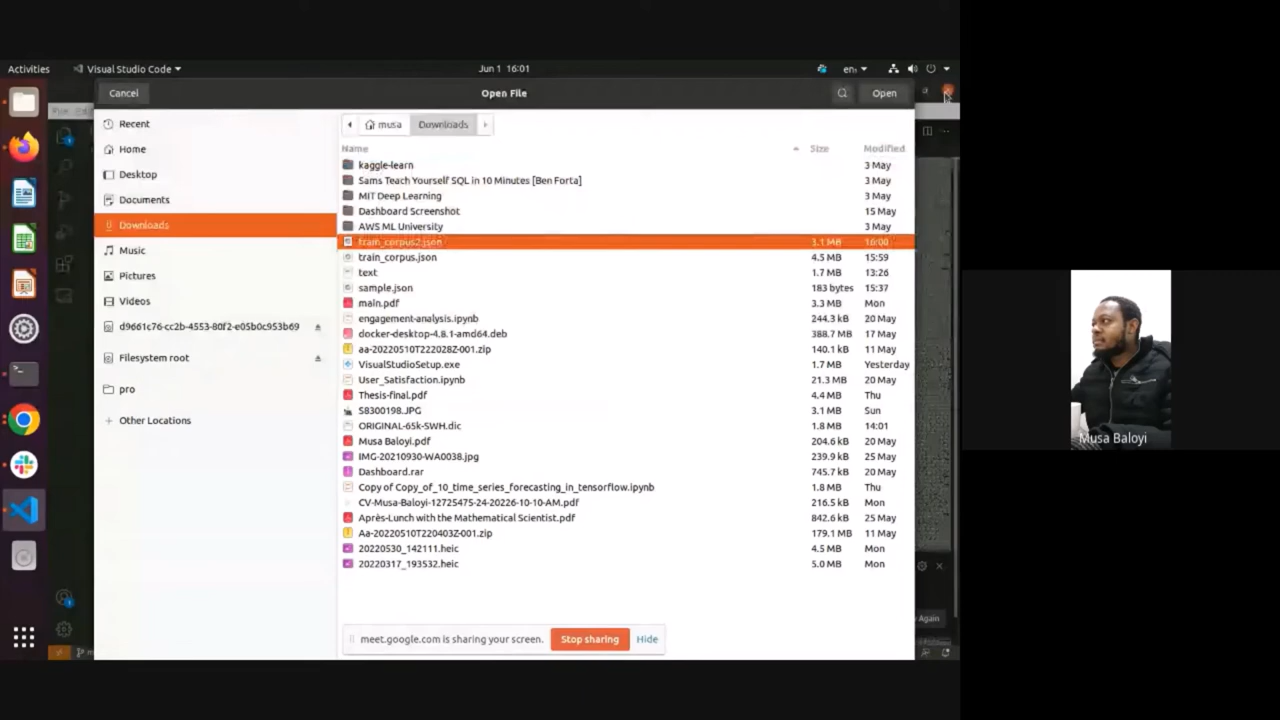 Activities
Visual Studio Code
Jun 1 16:01
en₁
Cancel
Open File
Open
Recent
Home
Desktop
Documents
Downloads
Music
Pictures
Videos
d9661c76-cc2b-4553-80f2-e05b0c953b69
Filesystem root
pro
+ Other Locations
musa
Downloads
Name Size Modified
kaggle-learn 3 May
Sams Teach Yourself SQL in 10 Minutes [Ben Forta] 3 May
MIT Deep Learning 3 May
Dashboard Screenshot 15 May
AWS ML University 3 May
train_corpus2.json 3.1 MB 16:00
train_corpus.json 4.5 MB 15:59
text 1.7 MB 13:26
sample.json 183 bytes 15:37
main.pdf 3.3 MB Mon
engagement-analysis.ipynb 244.3 kB 20 May
docker-desktop-4.8.1-amd64.deb 388.7 MB 17 May
aa-20220510T222028Z-001.zip 140.1 kB 11 May
VisualStudioSetup.exe 1.7 MB Yesterday
User_Satisfaction.ipynb 21.3 MB 20 May
Thesis-final.pdf 4.4 MB Thu
S8300198.JPG 3.1 MB Sun
ORIGINAL-65k-SWH.dic 1.8 MB 14:01
Musa Baloyi.pdf 204.6 kB 20 May
IMG-20210930-WA0038.jpg 239.9 kB 25 May
Dashboard.rar 745.7 kB 20 May
Copy of Copy_of_10_time_series_forecasting_in_tensorflow.ipynb 1.8 MB Thu
CV-Musa-Baloyi-12725475-24-20226-10-10-AM.pdf 216.5 kB Mon
Après-Lunch with the Mathematical Scientist.pdf 842.6 kB 25 May
Aa-20220510T220403Z-001.zip 179.1 MB 11 May
20220530_142111.heic 4.5 MB Mon
20220317_193532.heic 5.0 MB Mon
meet.google.com is sharing your screen.
Stop sharing
Hide
Again
Musa Baloyi